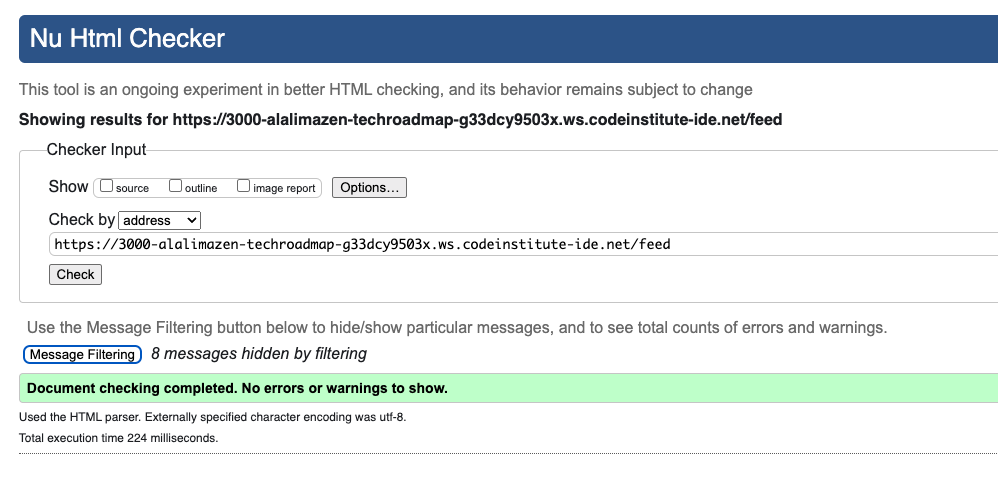 Nu Html Checker
This tool is an ongoing experiment in better HTML checking, and its behavior remains subject to change
Showing results for https://3000-alalimazen-techroadmap-g33dcy9503x.ws.codeinstitute-ide.net/feed
Checker Input
Show source outline image report Options...
Check by address
https://3000-alalimazen-techroadmap-g33dcy9503x.ws.codeinstitute-ide.net/feed
Check
Use the Message Filtering button below to hide/show particular messages, and to see total counts of errors and warnings.
Message Filtering 8 messages hidden by filtering
Document checking completed. No errors or warnings to show.
Used the HTML parser. Externally specified character encoding was utf-8.
Total execution time 224 milliseconds.